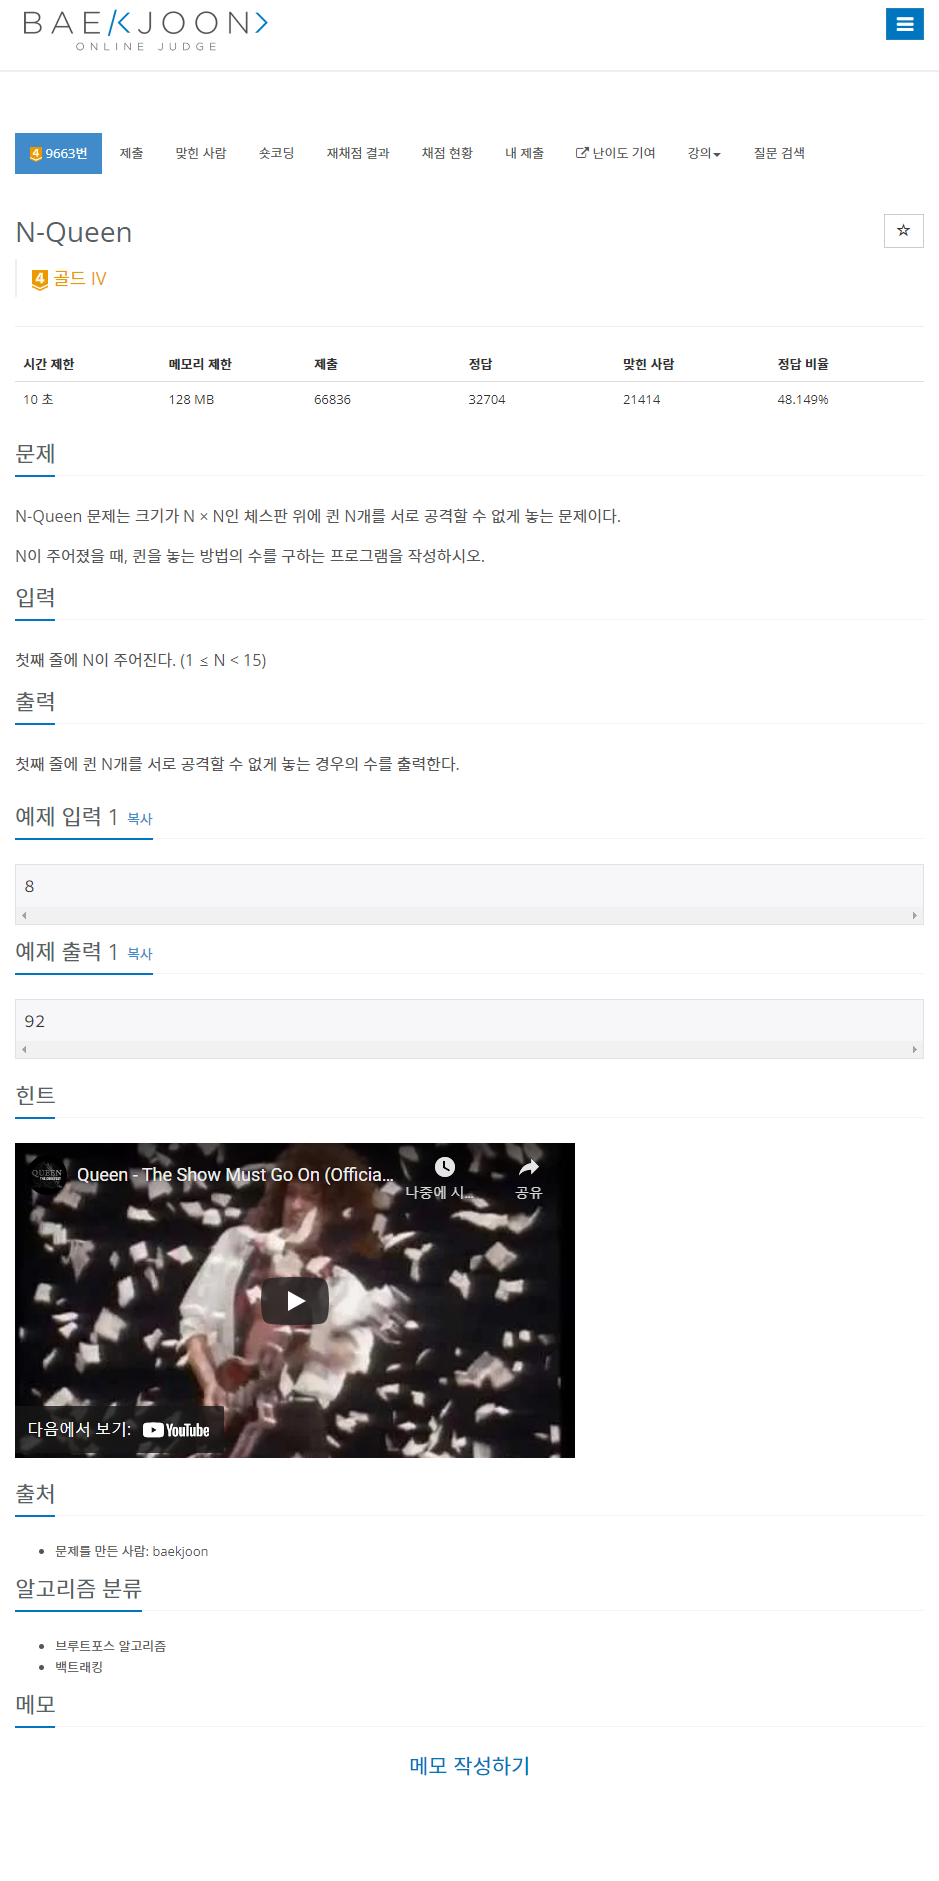 BAEKJOON>
ONLINE JUDGE
4 9663번 제출 맞힌 사람 숏코딩 재채점 결과 채점 현황 내 제출 난이도 기여 강의 질문 검색
N-Queen
4 골드 IV
시간 제한 메모리 제한 제출 정답 맞힌 사람 정답 비율
10 초 128 MB 66836 32704 21414 48.149%
문제
N-Queen 문제는 크기가 N × N인 체스판 위에 퀸 N개를 서로 공격할 수 없게 놓는 문제이다.
N이 주어졌을 때, 퀸을 놓는 방법의 수를 구하는 프로그램을 작성하시오.
입력
첫째 줄에 N이 주어진다. (1 ≤ N < 15)
출력
첫째 줄에 퀸 N개를 서로 공격할 수 없게 놓는 경우의 수를 출력한다.
예제 입력 1 복사
8
예제 출력 1 복사
92
힌트
QUEEN Queen - The Show Must Go On (Officia...
나중에 시... 공유
다음에서 보기: YouTube
출처
문제를 만든 사람: baekjoon
알고리즘 분류
브루트포스 알고리즘
백트래킹
메모
메모 작성하기